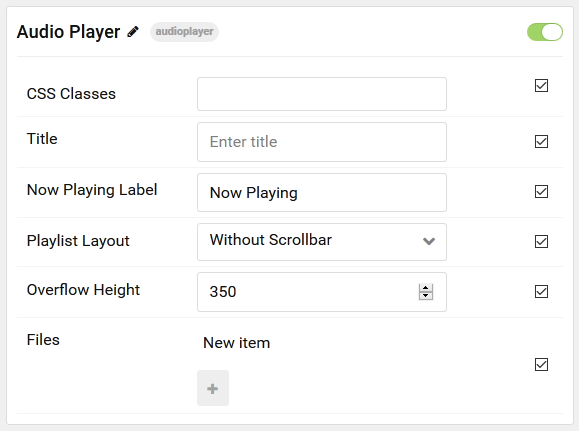 Audio Player audioplayer
CSS Classes
Title Enter title
Now Playing Label Now Playing
Playlist Layout Without Scrollbar
Overflow Height 350
Files New item
+